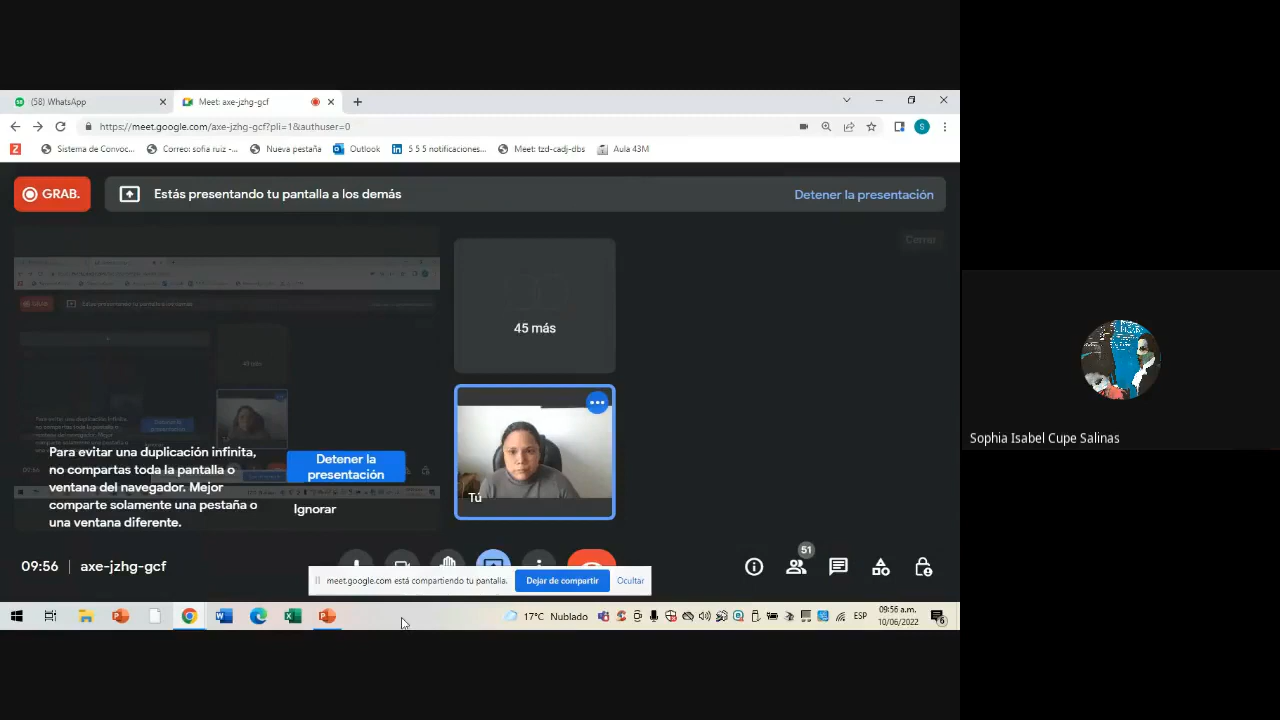 (58) WhatsApp
Meet: axe-jzhg-gcf
https://meet.google.com/axe-jzhg-gcf?pli=1&authuser=0
Sistema de Convoc...
Correo: sofia ruiz -...
Nueva pestaña
Outlook
5 5 5 notificaciones...
Meet: tzd-cadj-dbs
Aula 43M
GRAB.
Estás presentando tu pantalla a los demás
Detener la presentación
45 más
Tú
Para evitar una duplicación infinita,
no compartas toda la pantalla o
ventana del navegador. Mejor
comparte solamente una pestaña o
una ventana diferente.
Detener la
presentación
Ignorar
Sophia Isabel Cupe Salinas
51
09:56 | axe-jzhg-gcf
meet.google.com está compartiendo tu pantalla.
Dejar de compartir
Ocultar
17°C Nublado
ESP
09:56 a.m.
10/06/2022
6